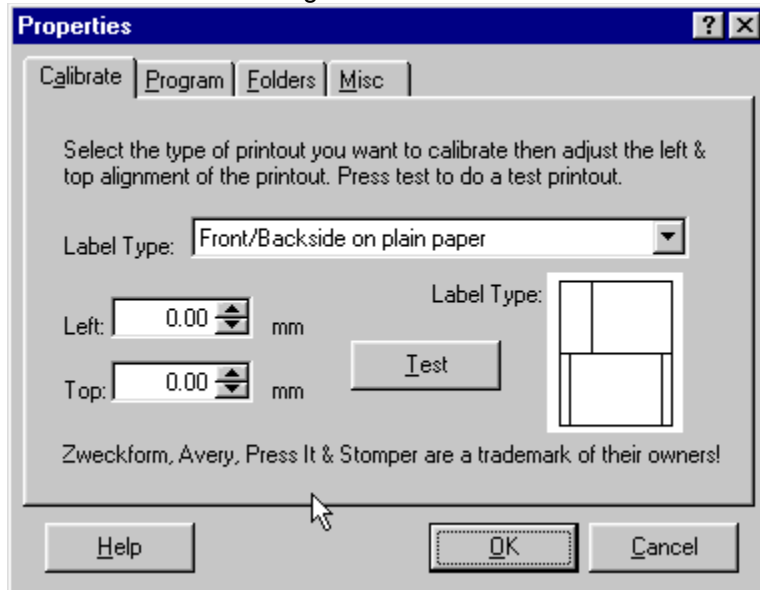 Properties
Calibrate Program Folders Misc
Select the type of printout you want to calibrate then adjust the left &
top alignment of the printout. Press test to do a test printout.
Label Type: Front/Backside on plain paper
Label Type:
Left: 0.00 mm
Test
Top: 0.00 mm
Zweckform, Avery, Press It & Stomper are a trademark of their owners!
Help OK Cancel